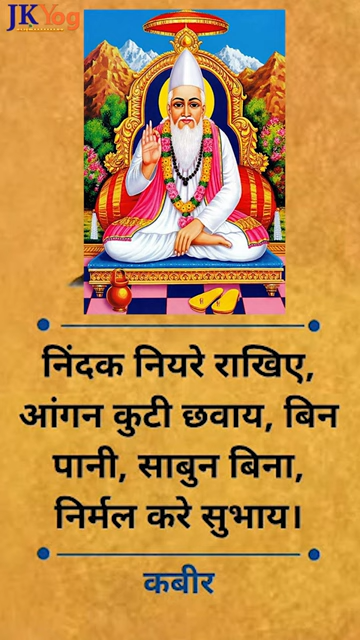 JKYog
निंदक नियरे राखिए,
आंगन कुटी छवाय, बिन
पानी, साबुन बिना,
निर्मल करे सुभाय।
कबीर